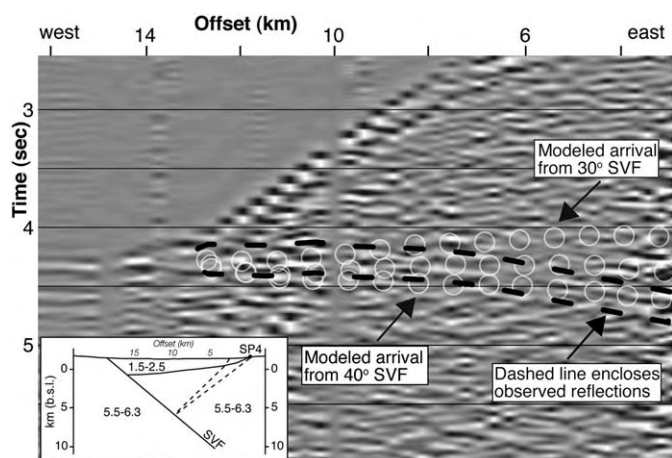 Offset (km)
west 14 10 6 east
Time (sec)
3
4
5
Modeled arrival
from 30° SVF
Modeled arrival
from 40° SVF
Dashed line encloses
observed reflections
Offset (km)
15 10 5 SP4
km (b.s.l.)
0 1.5-2.5 0
5 5.5-6.3 5.5-6.3 5
10 SVF 10